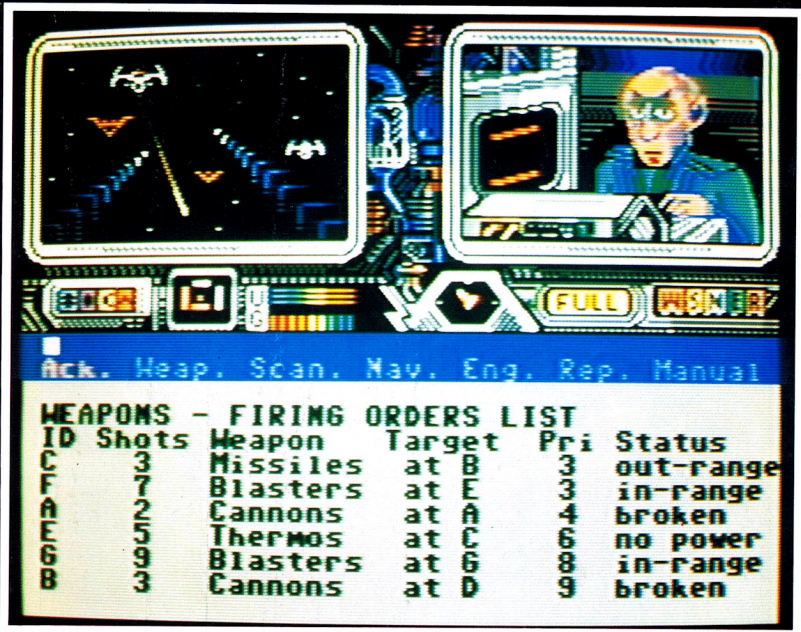 FULL
Ack. Weap. Scan. Nav. Eng. Rep. Manual
WEAPONS - FIRING ORDERS LIST
ID Shots Weapon Target Pri Status
C 3 Missiles at B 3 out-range
F 7 Blasters at E 3 in-range
A 2 Cannons at A 4 broken
E 5 Thermos at C 6 no power
G 9 Blasters at G 8 in-range
B 3 Cannons at D 9 broken